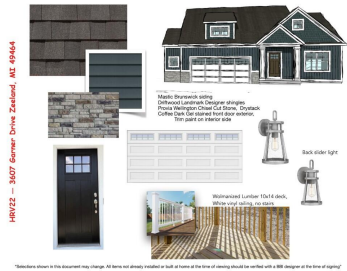 HRV22 – 3607 Garner Drive Zeeland, MI 49464
Mastic Brunswick siding
Driftwood Landmark Designer shingles
Provia Wellington Chisel Cut Stone, Drystack
Coffee Dark Gel stained front door exterior,
Trim paint on interior side
Back slider light
Wolmanized Lumber 10x14 deck,
White vinyl railing, no stairs
"Selections shown in this document may change. All items not already installed or built at home at the time of viewing should be verified with a BBI designer at the time of signing"